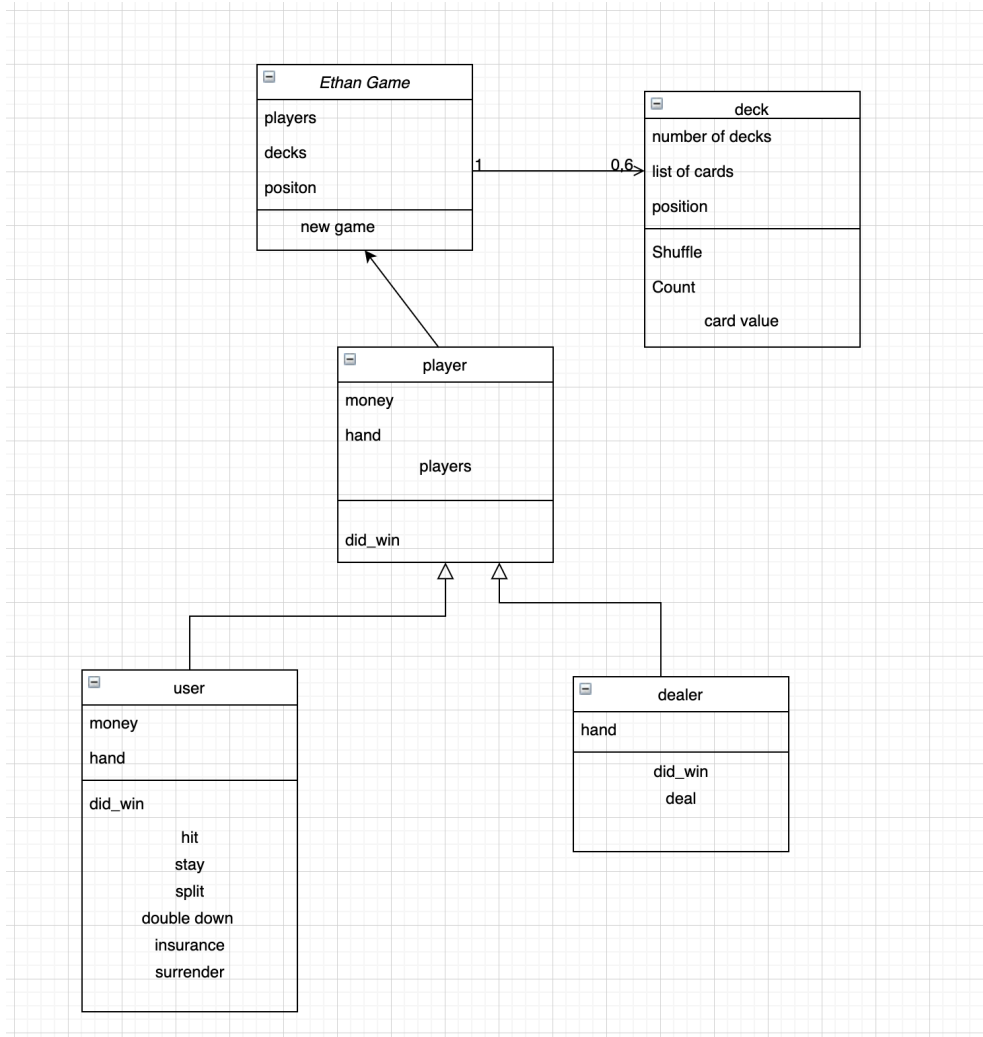 Ethan Game
players
decks
positon
new game
1
0,6
deck
number of decks
list of cards
position
Shuffle
Count
card value
player
money
hand
players
did_win
user
money
hand
did_win
hit
stay
split
double down
insurance
surrender
dealer
hand
did_win
deal